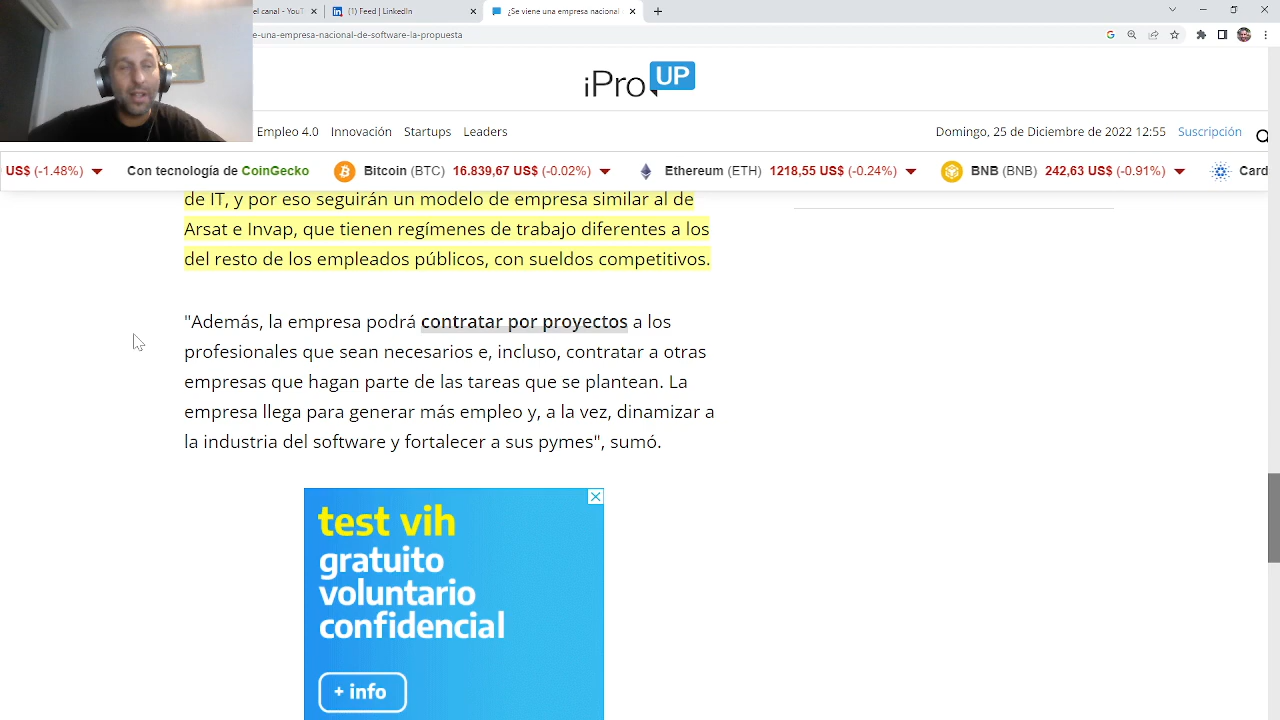 el canal - YouT
(1) Feed | LinkedIn
¿Se viene una empresa nacional
e-una-empresa-nacional-de-software-la-propuesta
iPro UP
Empleo 4.0 Innovación Startups Leaders
Domingo, 25 de Diciembre de 2022 12:55 Suscripción
US$ (-1.48%) Con tecnología de CoinGecko Bitcoin (BTC) 16.839,67 US$ (-0.02%) Ethereum (ETH) 1218,55 US$ (-0.24%) BNB (BNB) 242,63 US$ (-0.91%) Card
de IT, y por eso seguirán un modelo de empresa similar al de
Arsat e Invap, que tienen regímenes de trabajo diferentes a los
del resto de los empleados públicos, con sueldos competitivos.
"Además, la empresa podrá contratar por proyectos a los
profesionales que sean necesarios e, incluso, contratar a otras
empresas que hagan parte de las tareas que se plantean. La
empresa llega para generar más empleo y, a la vez, dinamizar a
la industria del software y fortalecer a sus pymes", sumó.
test vih
gratuito
voluntario
confidencial
+ info